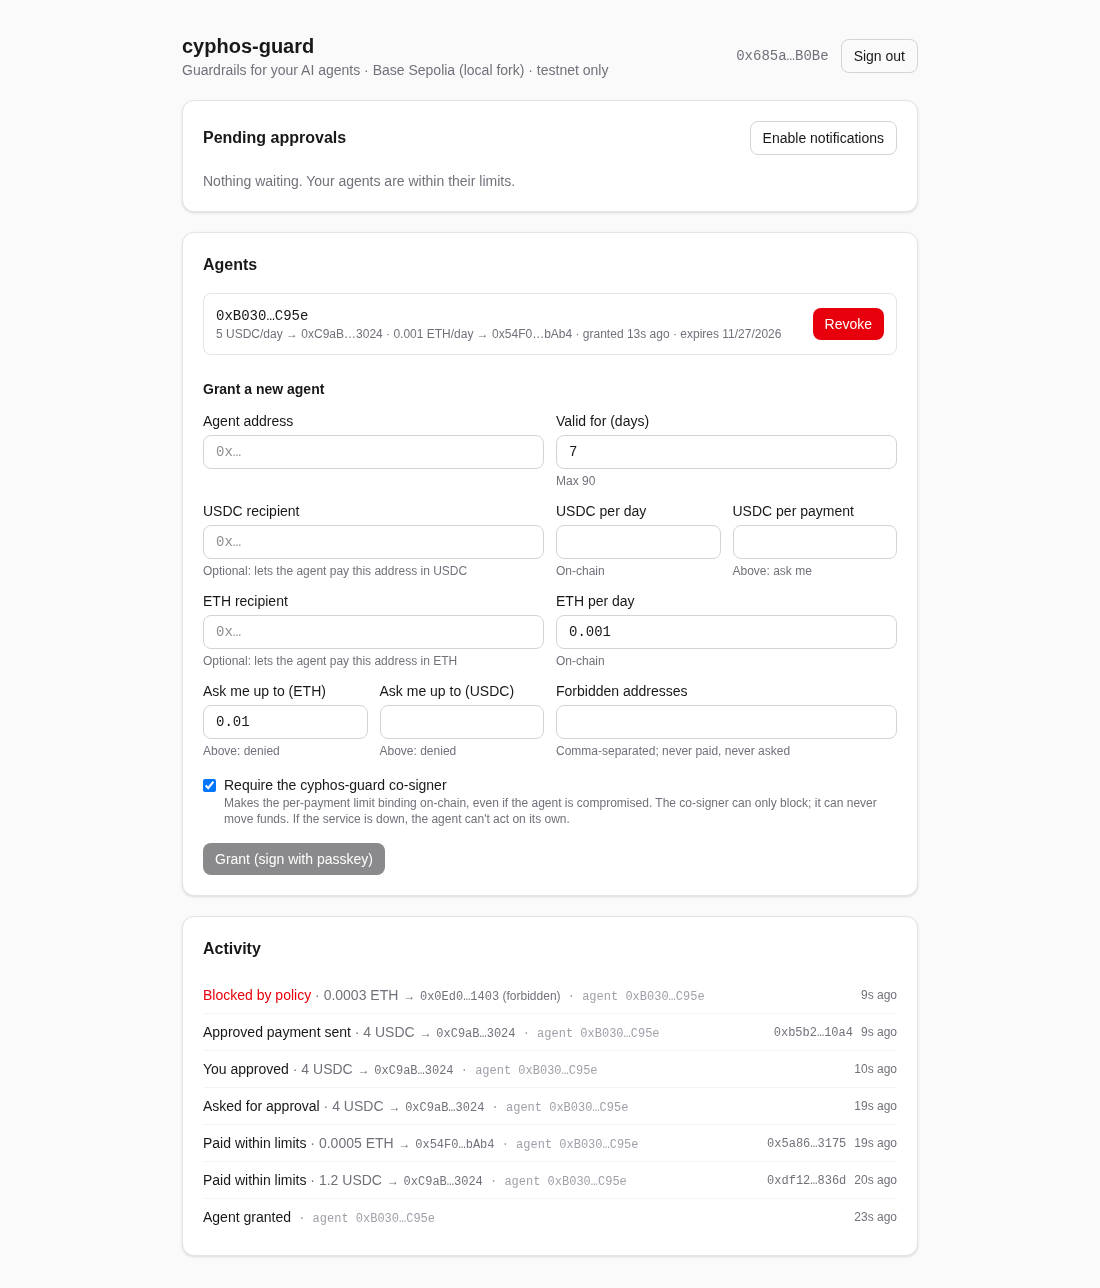 cyphos-guard
Guardrails for your AI agents · Base Sepolia (local fork) · testnet only
0x685a…B0Be
Sign out
Pending approvals
Enable notifications
Nothing waiting. Your agents are within their limits.
Agents
0xB030…C95e
5 USDC/day → 0xC9aB…3024 · 0.001 ETH/day → 0x54F0…bAb4 · granted 13s ago · expires 11/27/2026
Revoke
Grant a new agent
Agent address
0x…
Valid for (days)
7
Max 90
USDC recipient
0x…
Optional: lets the agent pay this address in USDC
USDC per day
On-chain
USDC per payment
Above: ask me
ETH recipient
0x…
Optional: lets the agent pay this address in ETH
ETH per day
0.001
On-chain
Ask me up to (ETH)
0.01
Above: denied
Ask me up to (USDC)
Above: denied
Forbidden addresses
Comma-separated; never paid, never asked
Require the cyphos-guard co-signer
Makes the per-payment limit binding on-chain, even if the agent is compromised. The co-signer can only block; it can never
move funds. If the service is down, the agent can't act on its own.
Grant (sign with passkey)
Activity
Blocked by policy · 0.0003 ETH → 0x0Ed0…1403 (forbidden) · agent 0xB030…C95e 9s ago
Approved payment sent · 4 USDC → 0xC9aB…3024 · agent 0xB030…C95e 0xb5b2…10a4 9s ago
You approved · 4 USDC → 0xC9aB…3024 · agent 0xB030…C95e 10s ago
Asked for approval · 4 USDC → 0xC9aB…3024 · agent 0xB030…C95e 19s ago
Paid within limits · 0.0005 ETH → 0x54F0…bAb4 · agent 0xB030…C95e 0x5a86…3175 19s ago
Paid within limits · 1.2 USDC → 0xC9aB…3024 · agent 0xB030…C95e 0xdf12…836d 20s ago
Agent granted · agent 0xB030…C95e 23s ago